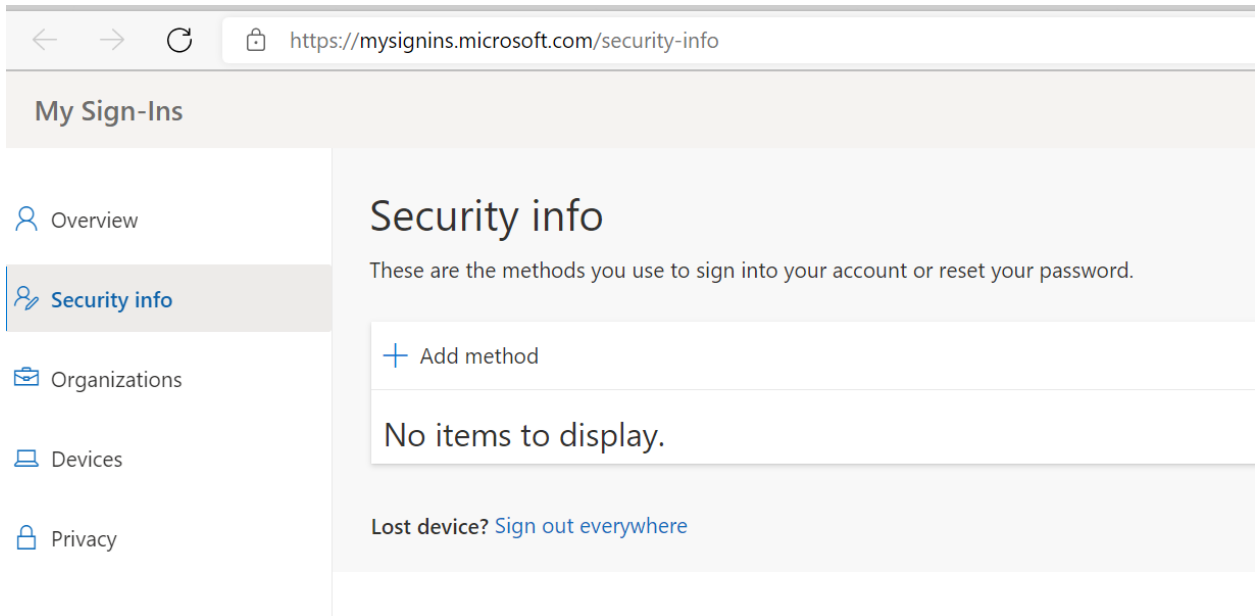 https://mysignins.microsoft.com/security-info
My Sign-Ins
Overview
Security info
Organizations
Devices
Privacy
Security info
These are the methods you use to sign into your account or reset your password.
Add method
No items to display.
Lost device? Sign out everywhere